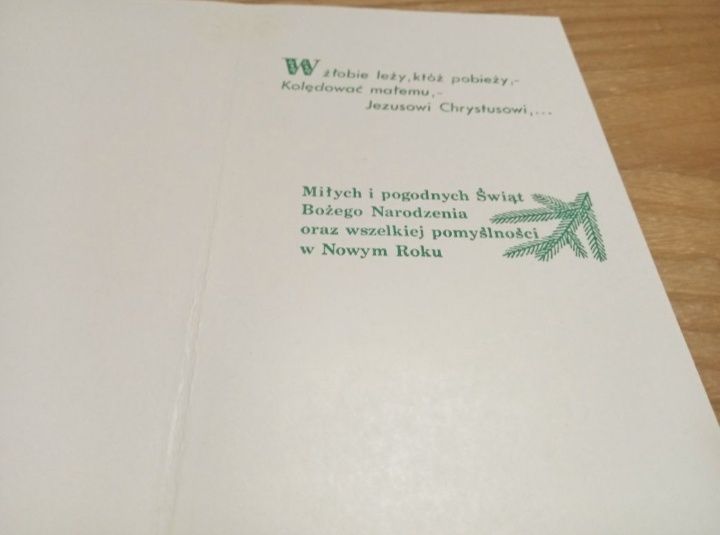 W żłobie leży, któż pobieży,-
Kolędować małemu,-
Jezusowi Chrystusowi,...
Miłych i pogodnych Świąt
Bożego Narodzenia
oraz wszelkiej pomyślności
w Nowym Roku